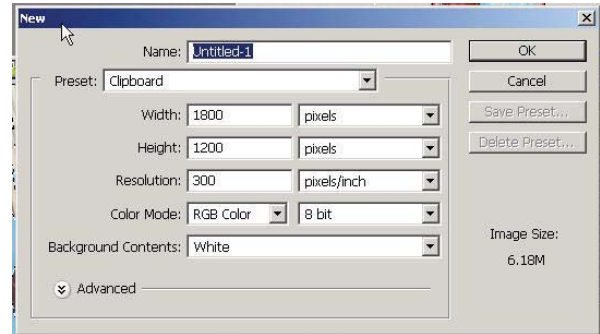 New
Name: Untitled-1
OK
Preset: Clipboard
Cancel
Width: 1800 pixels
Save Preset...
Height: 1200 pixels
Delete Preset...
Resolution: 300 pixels/inch
Color Mode: RGB Color 8 bit
Background Contents: White
Image Size:
6.18M
Advanced